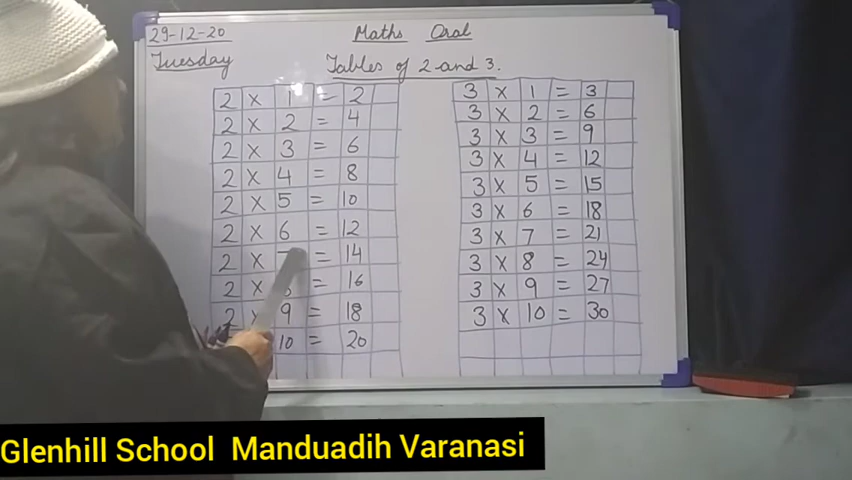 29-12-20
Maths Oral
Tuesday
Tables of 2 and 3.
2 × 1 = 2
2 × 2 = 4
2 × 3 = 6
2 × 4 = 8
2 × 5 = 10
2 × 6 = 12
2 × = 14
2 × = 16
2 × 9 = 18
10 = 20
3 × 1 = 3
3 × 2 = 6
3 × 3 = 9
3 × 4 = 12
3 × 5 = 15
3 × 6 = 18
3 × 7 = 21
3 × 8 = 24
3 × 9 = 27
3 × 10 = 30
Glenhill School Manduadih Varanasi